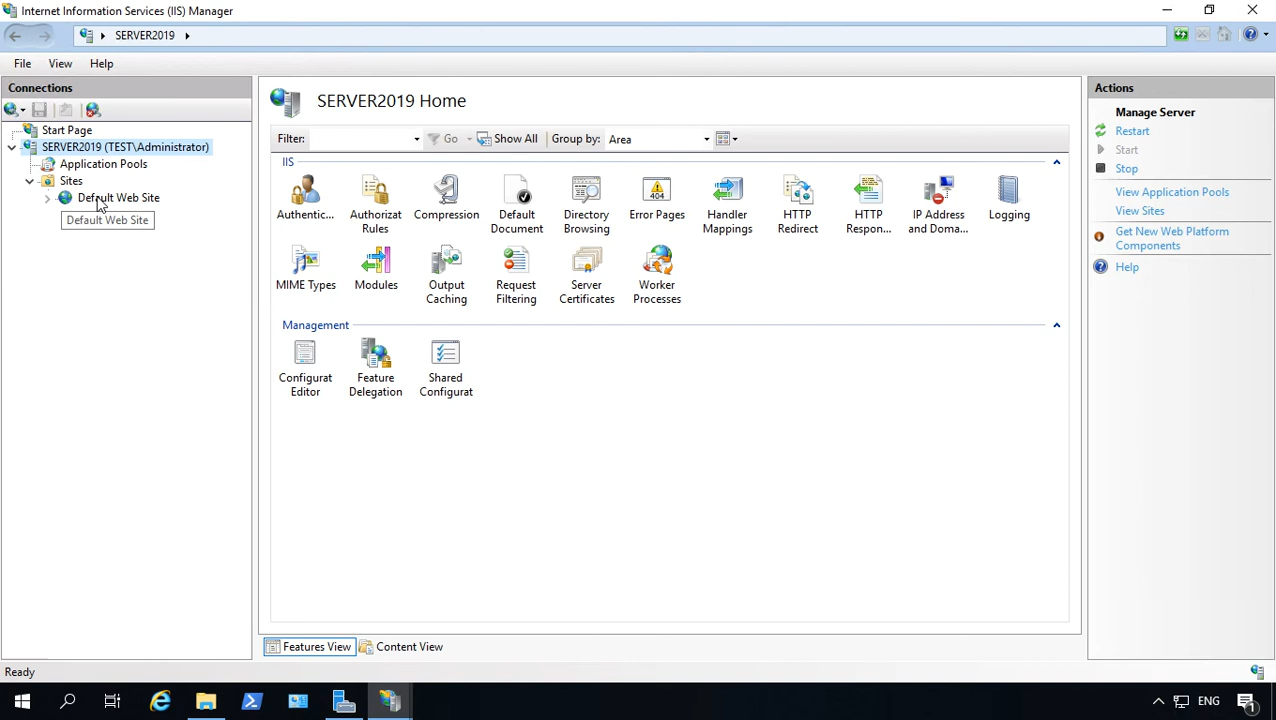 Internet Information Services (IIS) Manager
SERVER2019
File View Help
Connections
Start Page
SERVER2019 (TEST\Administrator)
Application Pools
Sites
Default Web Site
Default Web Site
SERVER2019 Home
Filter: Go Show All Group by: Area
IIS
Authentic...
Authorizat
Rules
Compression
Default
Document
Directory
Browsing
Error Pages
Handler
Mappings
HTTP
Redirect
HTTP
Respon...
IP Address
and Doma...
Logging
MIME Types
Modules
Output
Caching
Request
Filtering
Server
Certificates
Worker
Processes
Management
Configurat
Editor
Feature
Delegation
Shared
Configurat
Features View Content View
Actions
Manage Server
Restart
Start
Stop
View Application Pools
View Sites
Get New Web Platform
Components
Help
Ready
ENG
1